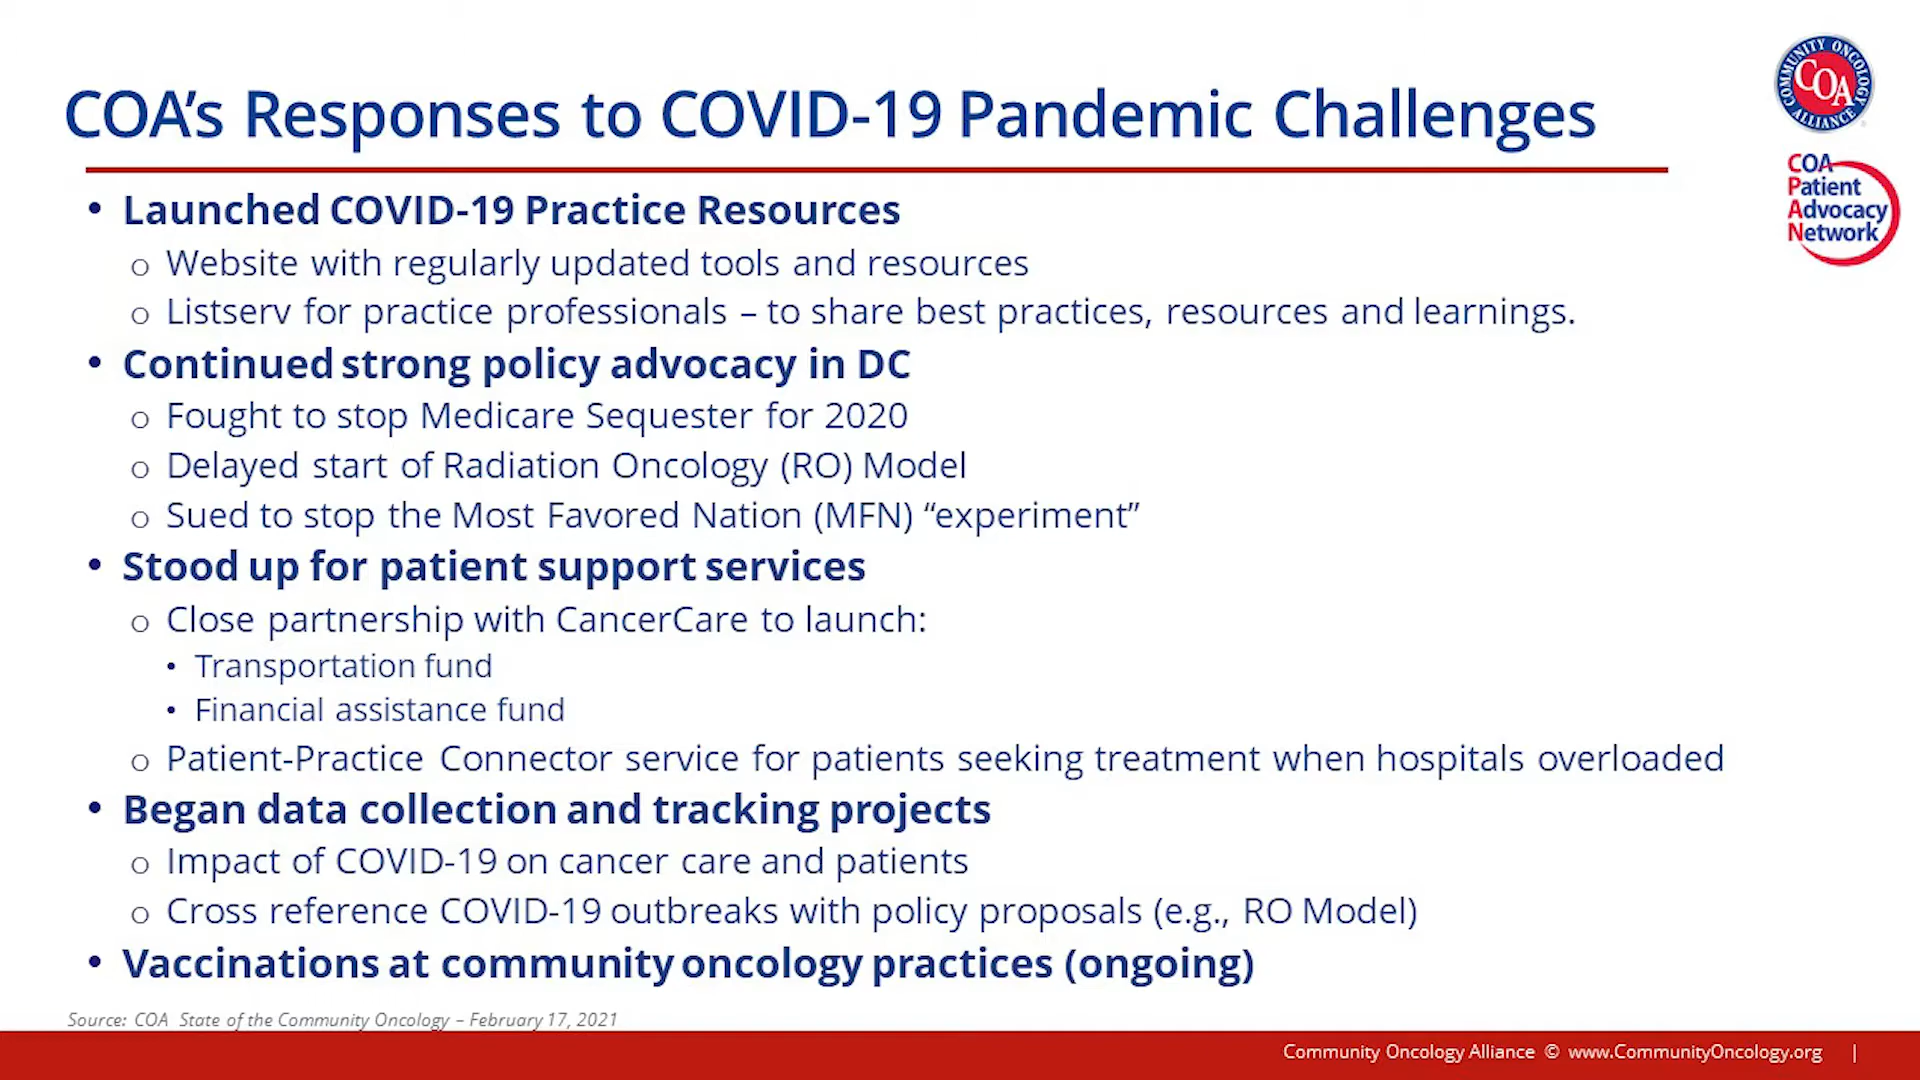 COA's Responses to COVID-19 Pandemic Challenges
COMMUNITY ONCOLOGY
COA
ALLIANCE
COA
Patient
Advocacy
Network
• Launched COVID-19 Practice Resources
o Website with regularly updated tools and resources
o Listserv for practice professionals – to share best practices, resources and learnings.
• Continued strong policy advocacy in DC
o Fought to stop Medicare Sequester for 2020
o Delayed start of Radiation Oncology (RO) Model
o Sued to stop the Most Favored Nation (MFN) “experiment”
• Stood up for patient support services
o Close partnership with CancerCare to launch:
• Transportation fund
• Financial assistance fund
o Patient-Practice Connector service for patients seeking treatment when hospitals overloaded
• Began data collection and tracking projects
o Impact of COVID-19 on cancer care and patients
o Cross reference COVID-19 outbreaks with policy proposals (e.g., RO Model)
• Vaccinations at community oncology practices (ongoing)
Source: COA State of the Community Oncology – February 17, 2021
Community Oncology Alliance © www.CommunityOncology.org |